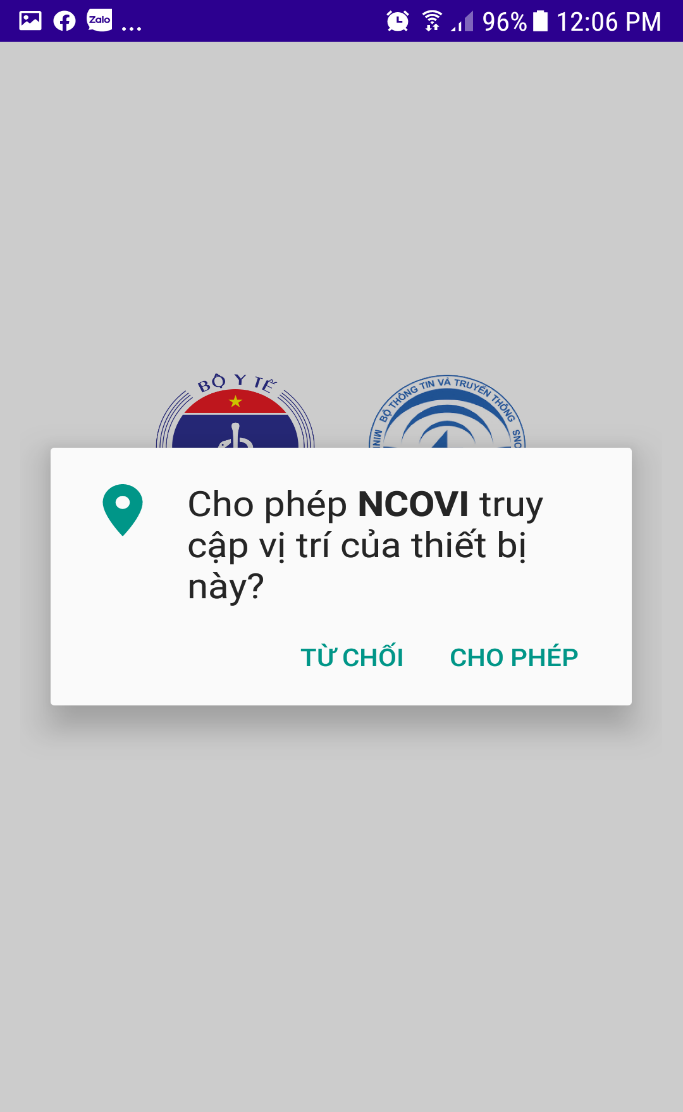 Zalo ... 96% 12:06 PM
BỘ Y TẾ
BỘ THÔNG TIN VÀ TRUYỀN THÔNG
Cho phép NCOVI truy
cập vị trí của thiết bị
này?
TỪ CHỐI CHO PHÉP